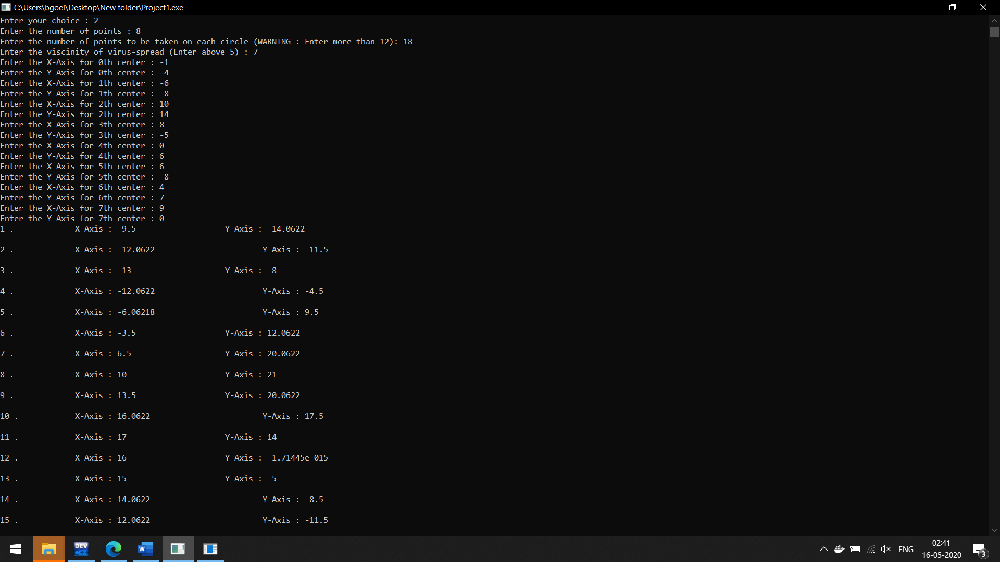 C:\Users\bgoel\Desktop\New folder\Project1.exe
Enter your choice : 2
Enter the number of points : 8
Enter the number of points to be taken on each circle (WARNING : Enter more than 12): 18
Enter the viscinity of virus-spread (Enter above 5) : 7
Enter the X-Axis for 0th center : -1
Enter the Y-Axis for 0th center : -4
Enter the X-Axis for 1th center : -6
Enter the Y-Axis for 1th center : -8
Enter the X-Axis for 2th center : 10
Enter the Y-Axis for 2th center : 14
Enter the X-Axis for 3th center : 8
Enter the Y-Axis for 3th center : -5
Enter the X-Axis for 4th center : 0
Enter the Y-Axis for 4th center : 6
Enter the X-Axis for 5th center : 6
Enter the Y-Axis for 5th center : -8
Enter the X-Axis for 6th center : 4
Enter the Y-Axis for 6th center : 7
Enter the X-Axis for 7th center : 9
Enter the Y-Axis for 7th center : 0
1 . X-Axis : -9.5 Y-Axis : -14.0622
2 . X-Axis : -12.0622 Y-Axis : -11.5
3 . X-Axis : -13 Y-Axis : -8
4 . X-Axis : -12.0622 Y-Axis : -4.5
5 . X-Axis : -6.06218 Y-Axis : 9.5
6 . X-Axis : -3.5 Y-Axis : 12.0622
7 . X-Axis : 6.5 Y-Axis : 20.0622
8 . X-Axis : 10 Y-Axis : 21
9 . X-Axis : 13.5 Y-Axis : 20.0622
10 . X-Axis : 16.0622 Y-Axis : 17.5
11 . X-Axis : 17 Y-Axis : 14
12 . X-Axis : 16 Y-Axis : -1.71445e-015
13 . X-Axis : 15 Y-Axis : -5
14 . X-Axis : 14.0622 Y-Axis : -8.5
15 . X-Axis : 12.0622 Y-Axis : -11.5
DEV C++
W
ENG
02:41
16-05-2020
3